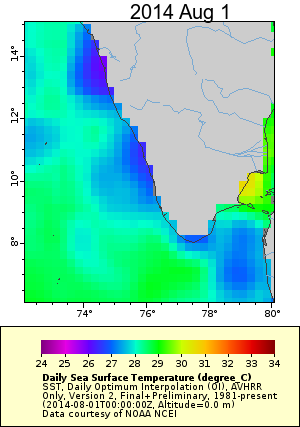 2014 Aug 1
14°
12°
10°
8°
74° 76° 78° 80°
24 25 26 27 28 29 30 31 32 33 34
Daily Sea Surface Temperature (degree_C)
SST, Daily Optimum Interpolation (OI), AVHRR
Only, Version 2, Final+Preliminary, 1981-present
(2014-08-01T00:00:00Z, Altitude=0.0 m)
Data courtesy of NOAA NCEI